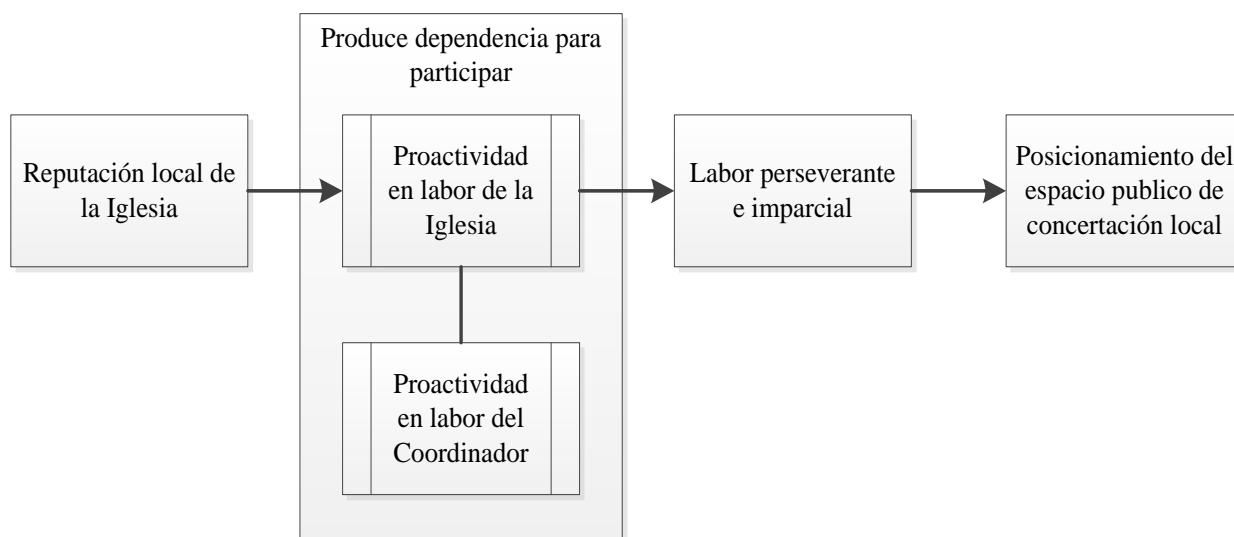 Produce dependencia para
participar
Reputación local de
la Iglesia
Proactividad
en labor de la
Iglesia
Labor perseverante
e imparcial
Posicionamiento del
espacio publico de
concertación local
Proactividad
en labor del
Coordinador